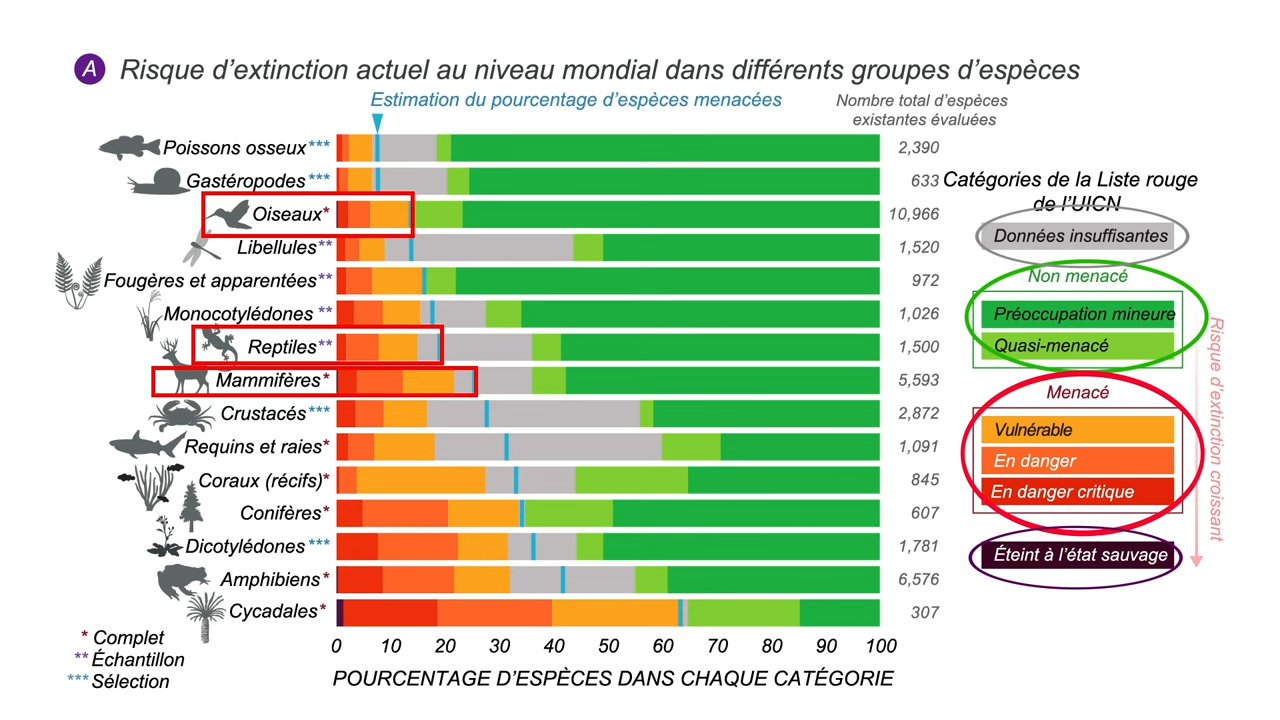 A Risque d’extinction actuel au niveau mondial dans différents groupes d’espèces
Estimation du pourcentage d’espèces menacées
Nombre total d’espèces
existantes évaluées
Poissons osseux*** 2,390
Gastéropodes*** 633
Oiseaux* 10,966
Libellules** 1,520
Fougères et apparentées** 972
Monocotylédones ** 1,026
Reptiles** 1,500
Mammifères* 5,593
Crustacés*** 2,872
Requins et raies* 1,091
Coraux (récifs)* 845
Conifères* 607
Dicotylédones*** 1,781
Amphibiens* 6,576
Cycadales* 307
0 10 20 30 40 50 60 70 80 90 100
POURCENTAGE D’ESPÈCES DANS CHAQUE CATÉGORIE
* Complet
** Échantillon
*** Sélection
Catégories de la Liste rouge
de l’UICN
Données insuffisantes
Non menacé
Préoccupation mineure
Quasi-menacé
Menacé
Vulnérable
En danger
En danger critique
Éteint à l’état sauvage
Risque d’extinction croissant